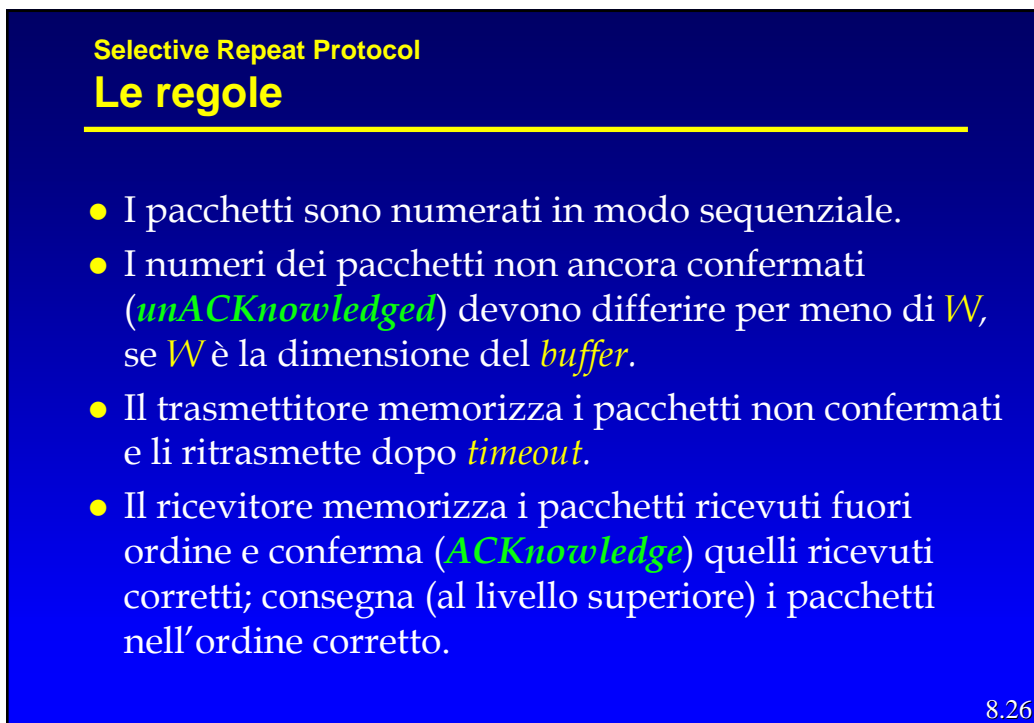 Selective Repeat Protocol
Le regole
● I pacchetti sono numerati in modo sequenziale.
● I numeri dei pacchetti non ancora confermati
(unACKnowledged) devono differire per meno di W,
se W è la dimensione del buffer.
● Il trasmettitore memorizza i pacchetti non confermati
e li ritrasmette dopo timeout.
● Il ricevitore memorizza i pacchetti ricevuti fuori
ordine e conferma (ACKnowledge) quelli ricevuti
corretti; consegna (al livello superiore) i pacchetti
nell’ordine corretto.
8.26